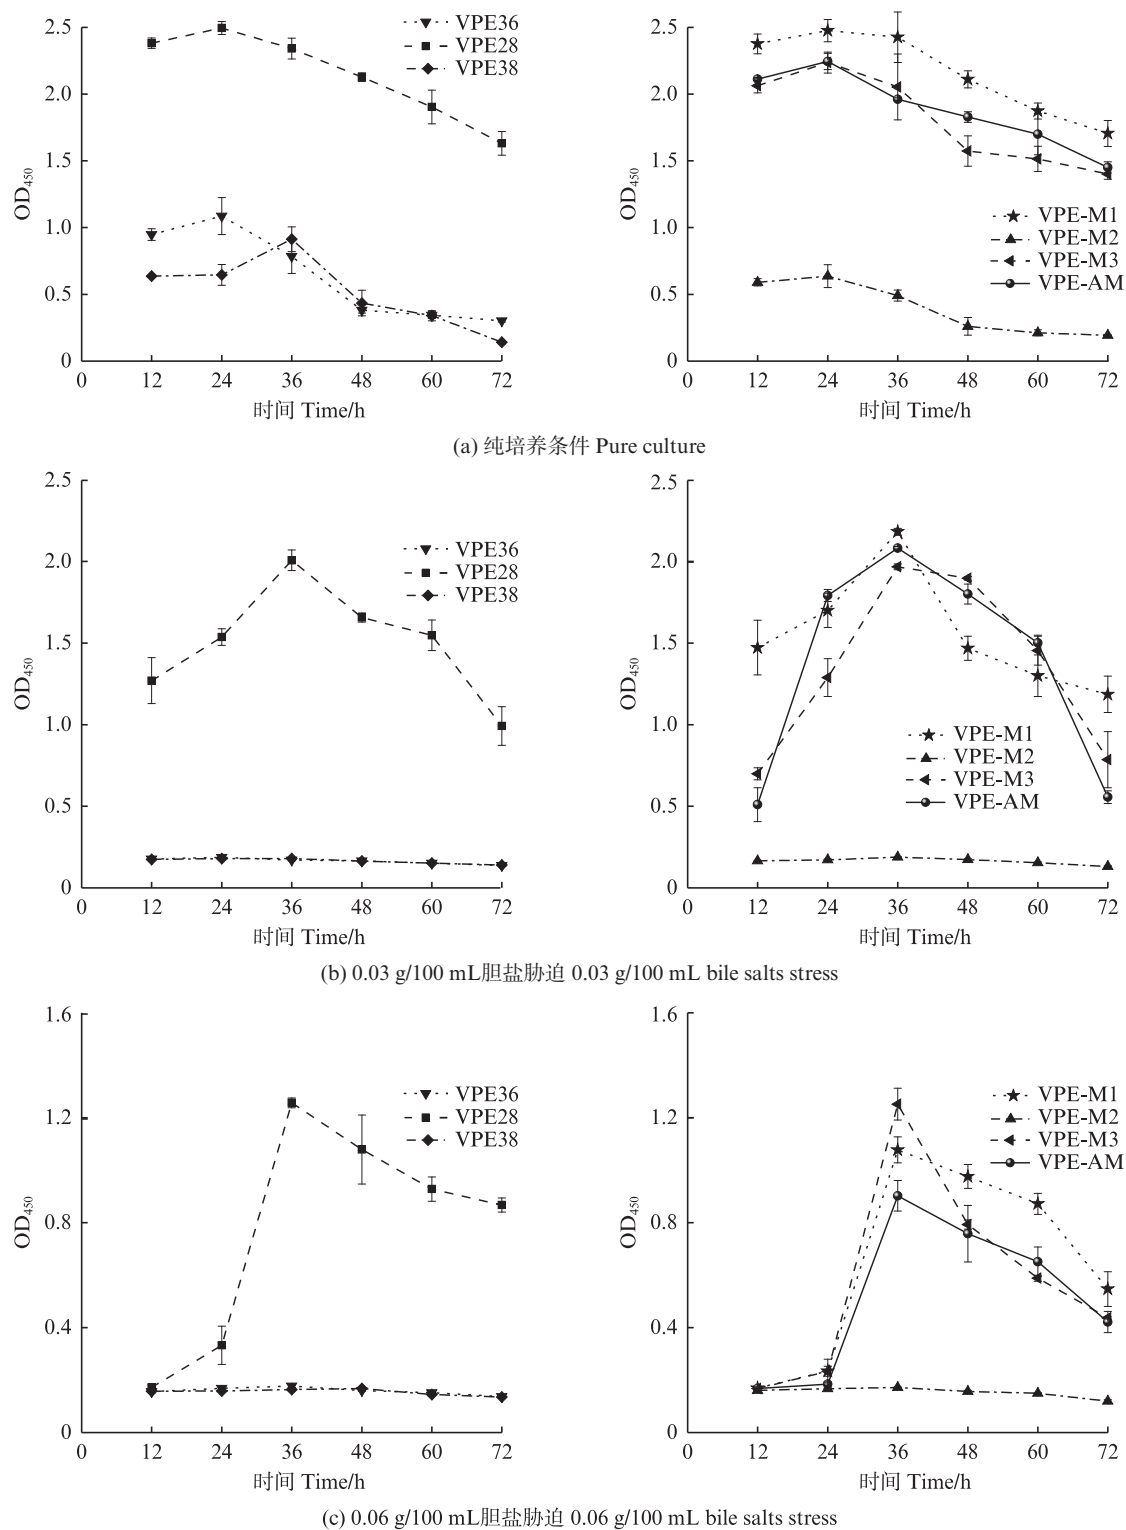 2.5
2.0
1.5
1.0
0.5
0
OD450
VPE36
VPE28
VPE38
0 12 24 36 48 60 72
时间 Time/h
2.5
2.0
1.5
1.0
0.5
0
OD450
VPE-M1
VPE-M2
VPE-M3
VPE-AM
0 12 24 36 48 60 72
时间 Time/h
(a) 纯培养条件 Pure culture
2.5
2.0
1.5
1.0
0.5
0
OD450
VPE36
VPE28
VPE38
0 12 24 36 48 60 72
时间 Time/h
2.5
2.0
1.5
1.0
0.5
0
OD450
VPE-M1
VPE-M2
VPE-M3
VPE-AM
0 12 24 36 48 60 72
时间 Time/h
(b) 0.03 g/100 mL胆盐胁迫 0.03 g/100 mL bile salts stress
1.6
1.2
0.8
0.4
0
OD450
VPE36
VPE28
VPE38
0 12 24 36 48 60 72
时间 Time/h
1.6
1.2
0.8
0.4
0
OD450
VPE-M1
VPE-M2
VPE-M3
VPE-AM
0 12 24 36 48 60 72
时间 Time/h
(c) 0.06 g/100 mL胆盐胁迫 0.06 g/100 mL bile salts stress